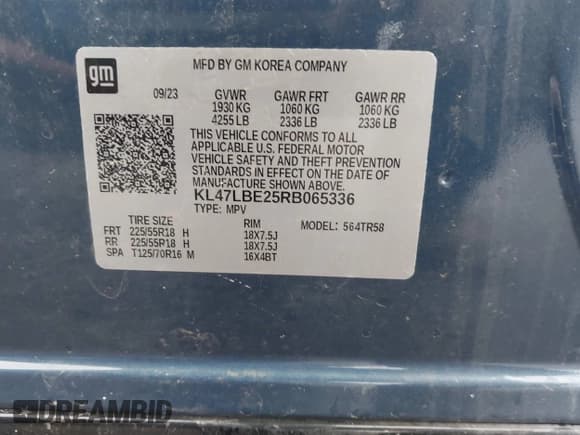 gm
MFD BY GM KOREA COMPANY
09/23 GVWR GAWR FRT GAWR RR
1930 KG 1060 KG 1060 KG
4255 LB 2336 LB 2336 LB
THIS VEHICLE CONFORMS TO ALL
APPLICABLE U.S. FEDERAL MOTOR
VEHICLE SAFETY AND THEFT PREVENTION
STANDARDS IN EFFECT ON THE DATE OF
MANUFACTURE SHOWN ABOVE.
KL47LBE25RB065336
TYPE: MPV
TIRE SIZE RIM MODEL: 564TR58
FRT 225/55R18 H 18X7.5J
RR 225/55R18 H 18X7.5J
SPA T125/70R16 M 16X4BT
DREAMBID